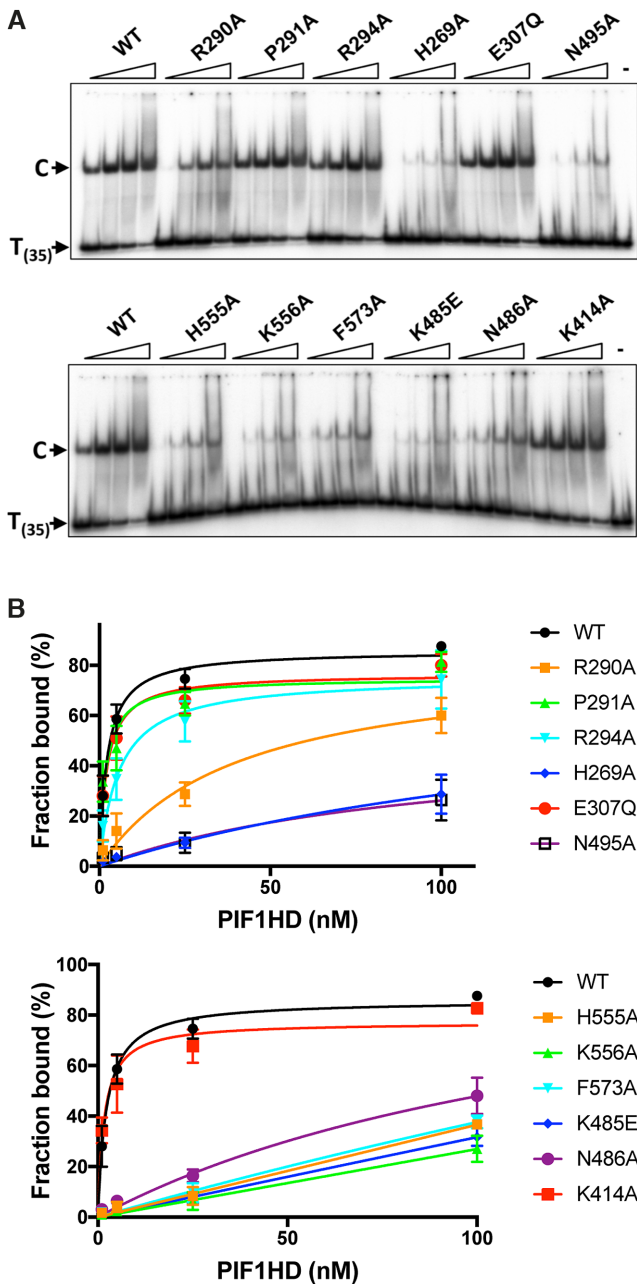 A
WT R290A P291A R294A H269A E307Q N495A -
C
T(35)
WT H555A K556A F573A K485E N486A K414A -
C
T(35)
B
Fraction bound (%)
80
60
40
20
0
0 50 100
PIF1HD (nM)
WT
R290A
P291A
R294A
H269A
E307Q
N495A
Fraction bound (%)
100
80
60
40
20
0
0 50 100
PIF1HD (nM)
WT
H555A
K556A
F573A
K485E
N486A
K414A